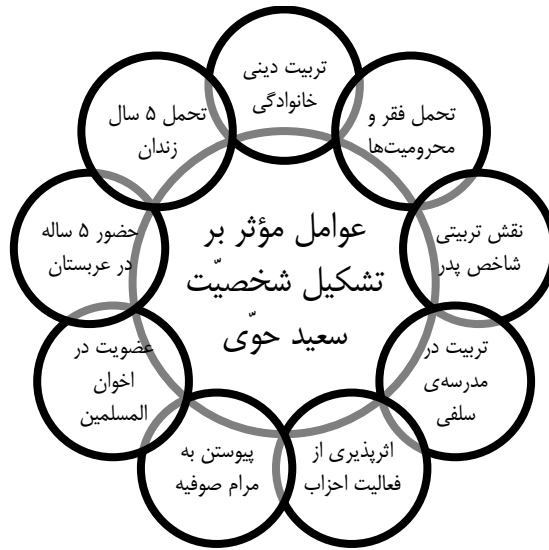 عوامل مؤثر بر
تشکیل شخصیّت
سعید حوّی
تربیت دینی
خانوادگی
تحمل فقر و
محرومیت‌ها
نقش تربیتی
شاخص پدر
تربیت در
مدرسه‌ی
سلفی
اثرپذیری از
فعالیت احزاب
پیوستن به
مرام صوفیه
عضویت در
اخوان
المسلمین
حضور ۵ ساله
در عربستان
تحمل ۵ سال
زندان